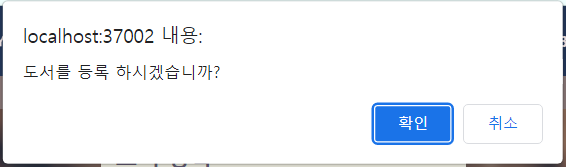 localhost:37002 내용:
도서를 등록 하시겠습니까?
확인
취소